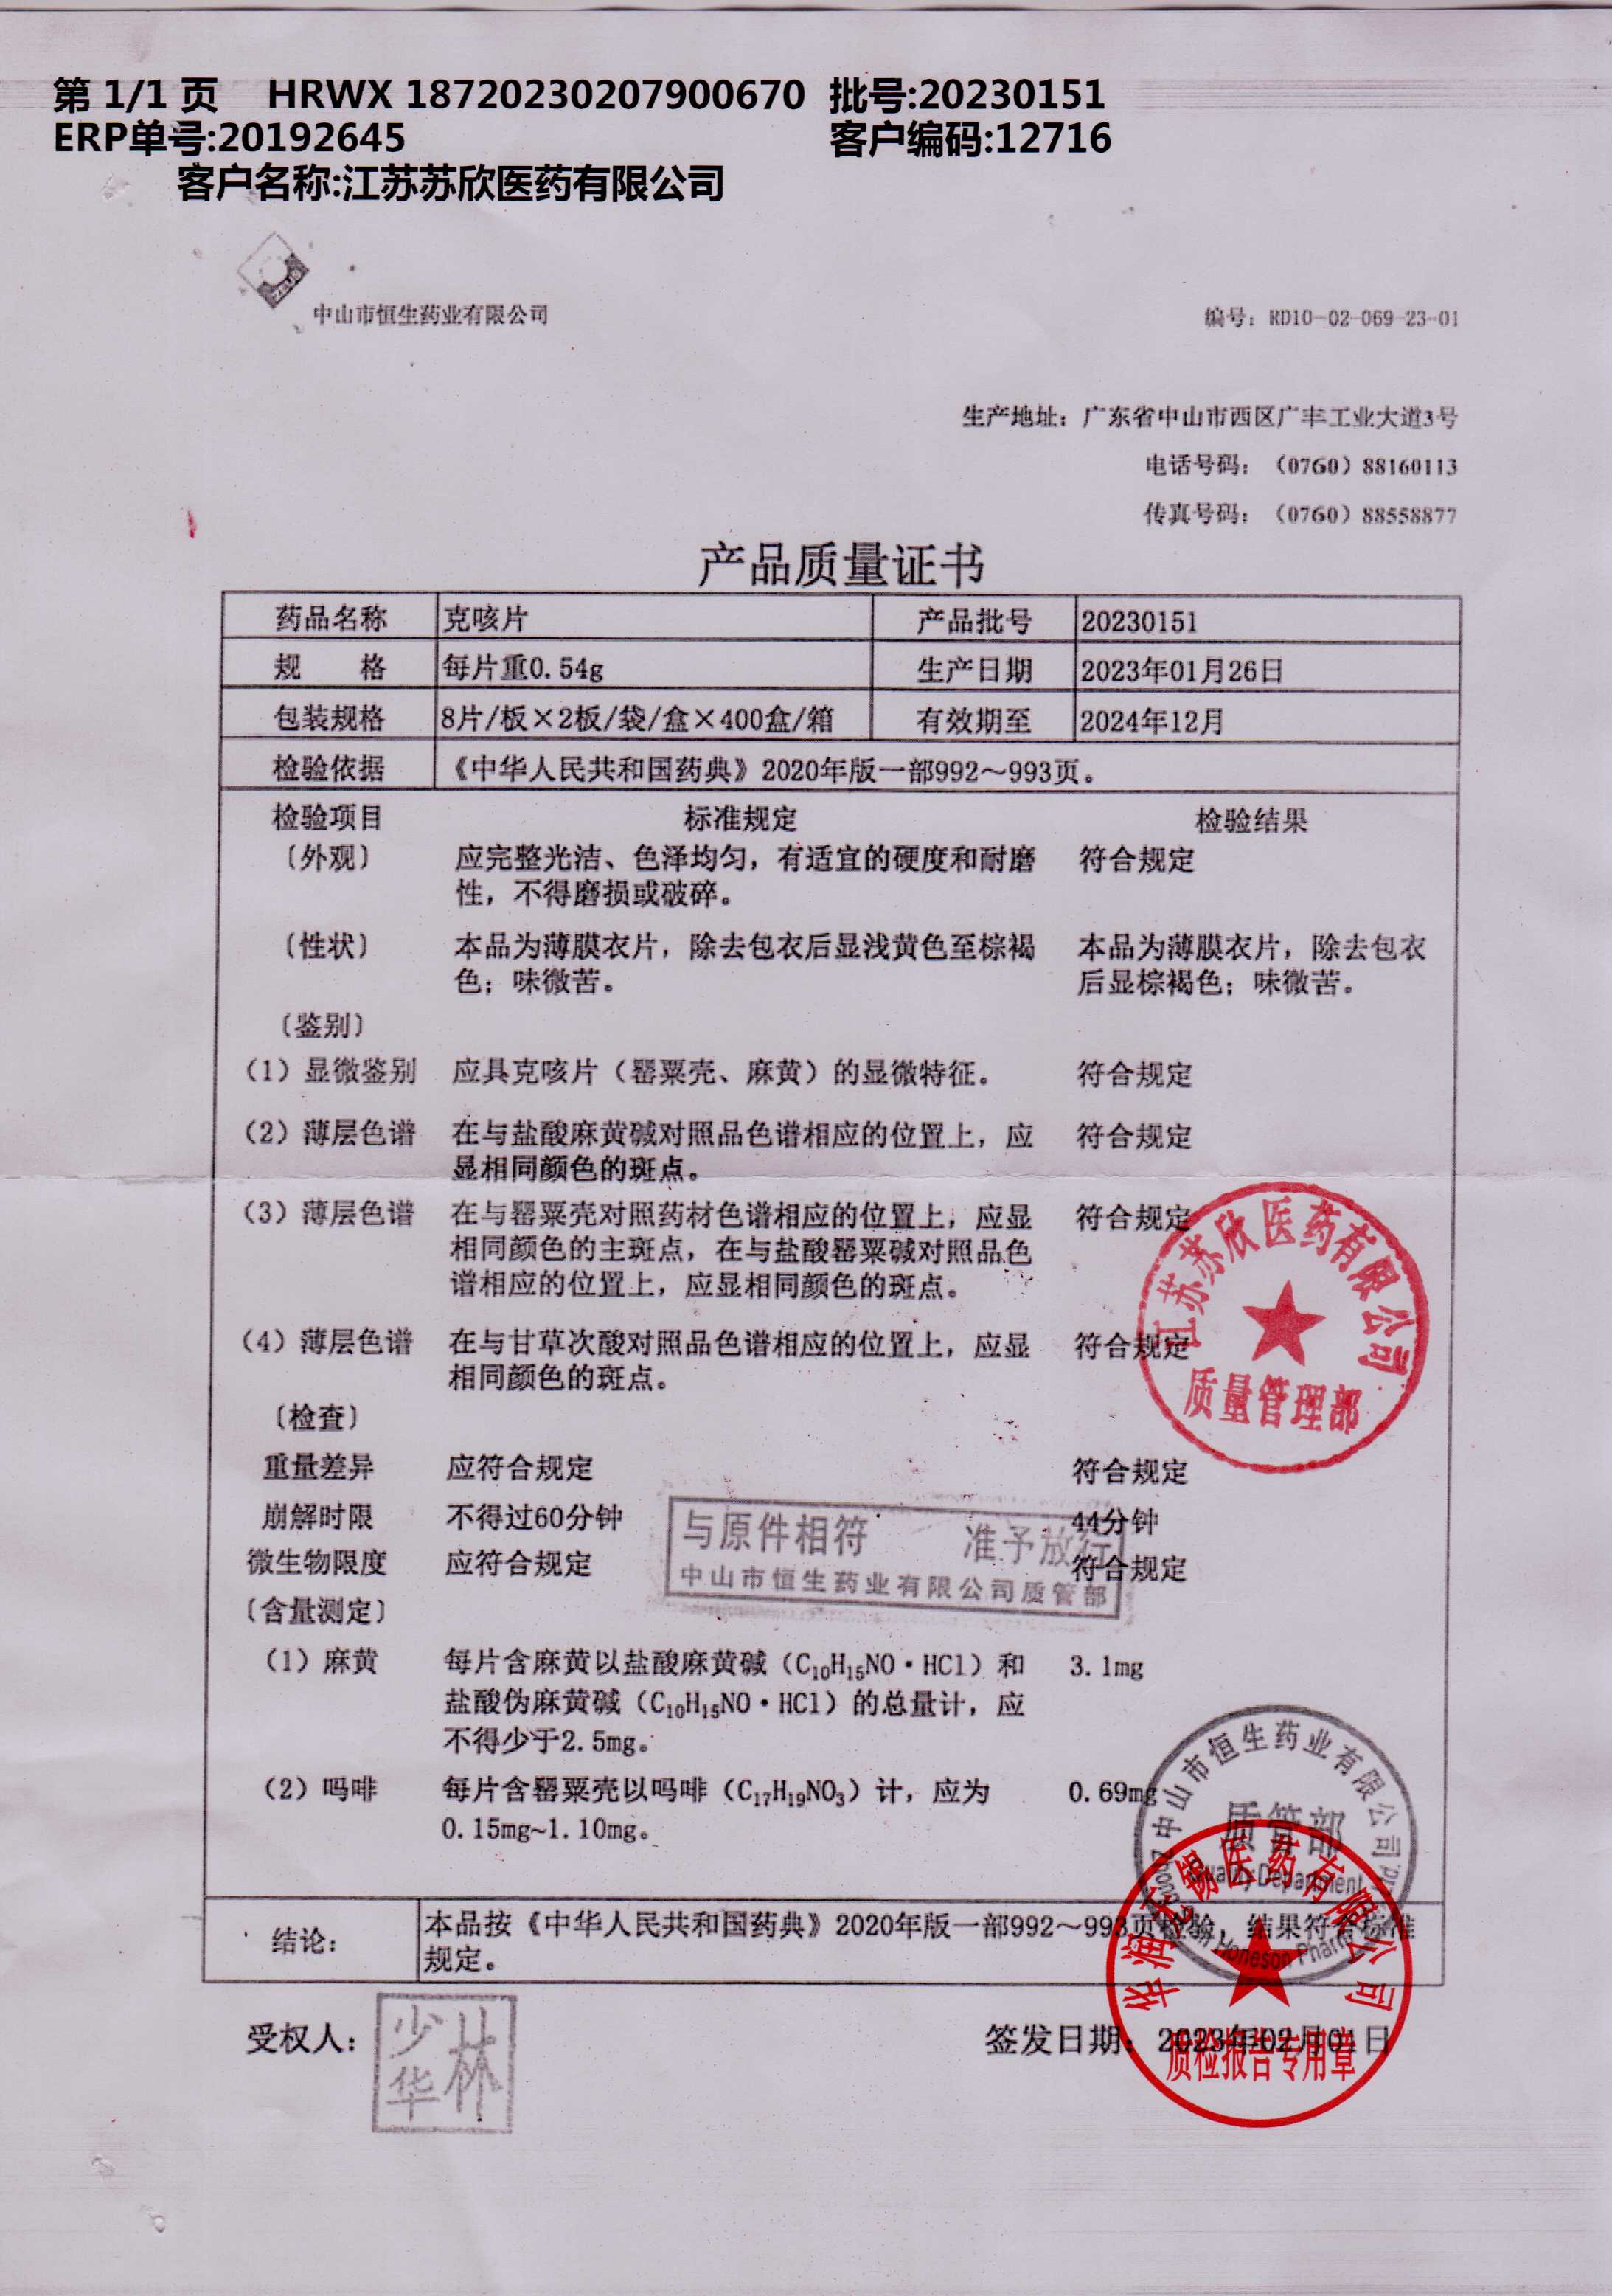 第 1/1 页 HRWX 18720230207900670 批号:20230151
ERP单号:20192645 客户编码:12716
客户名称:江苏苏欣医药有限公司
ZEUS
中山市恒生药业有限公司 编号：RD10-02-069-23-01
生产地址：广东省中山市西区广丰工业大道3号
电话号码：（0760）88160113
传真号码：（0760）88558877
产品质量证书
药品名称 克咳片 产品批号 20230151
规 格 每片重0.54g 生产日期 2023年01月26日
包装规格 8片/板×2板/袋/盒×400盒/箱 有效期至 2024年12月
检验依据 《中华人民共和国药典》2020年版一部992～993页。
检验项目 标准规定 检验结果
〔外观〕 应完整光洁、色泽均匀，有适宜的硬度和耐磨 符合规定
性，不得磨损或破碎。
〔性状〕 本品为薄膜衣片，除去包衣后显浅黄色至棕褐 本品为薄膜衣片，除去包衣
色；味微苦。 后显棕褐色；味微苦。
〔鉴别〕
（1）显微鉴别 应具克咳片（罂粟壳、麻黄）的显微特征。 符合规定
（2）薄层色谱 在与盐酸麻黄碱对照品色谱相应的位置上，应 符合规定
显相同颜色的斑点。
（3）薄层色谱 在与罂粟壳对照药材色谱相应的位置上，应显 符合规定
相同颜色的主斑点，在与盐酸罂粟碱对照品色
谱相应的位置上，应显相同颜色的斑点。
（4）薄层色谱 在与甘草次酸对照品色谱相应的位置上，应显 符合规定
相同颜色的斑点。
江苏苏欣医药有限公司
质量管理部
〔检查〕
重量差异 应符合规定 符合规定
崩解时限 不得过60分钟 44分钟
微生物限度 应符合规定 符合规定
与原件相符 准予放行
中山市恒生药业有限公司质管部
〔含量测定〕
（1）麻黄 每片含麻黄以盐酸麻黄碱（C₁₀H₁₅NO·HCl）和 3.1mg
盐酸伪麻黄碱（C₁₀H₁₅NO·HCl）的总量计，应
不得少于2.5mg。
（2）吗啡 每片含罂粟壳以吗啡（C₁₇H₁₉NO₃）计，应为 0.69mg
0.15mg~1.10mg。
中山市恒生药业有限公司
质管部
Quality Department
Honeson
结论： 本品按《中华人民共和国药典》2020年版一部992～993页检验，结果符合标准
规定。
华润无锡医药有限公司
质检报告专用章
受权人： 林少华 签发日期：2023年02月01日